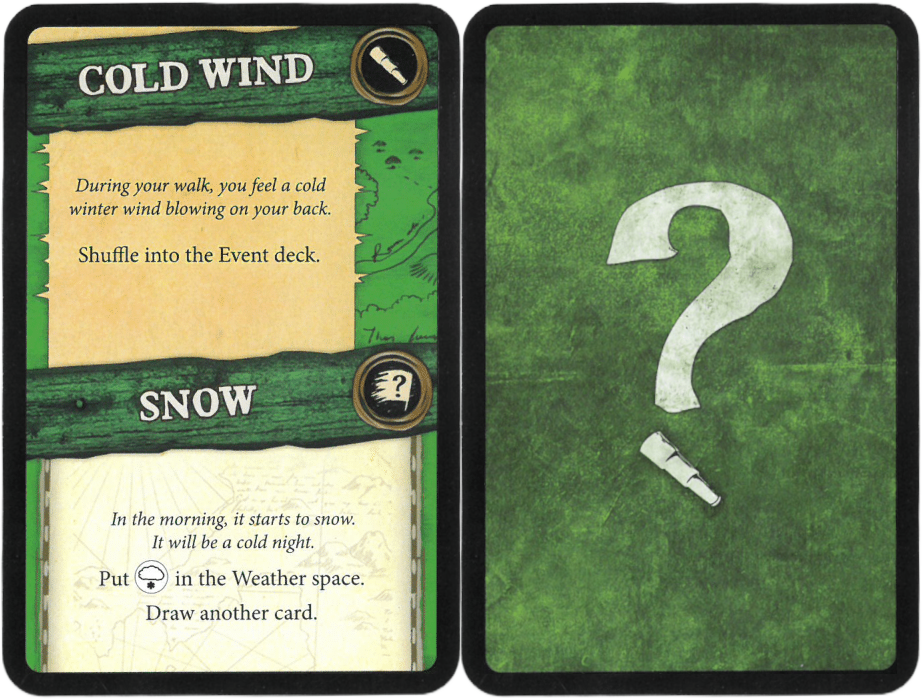 COLD WIND
During your walk, you feel a cold
winter wind blowing on your back.
Shuffle into the Event deck.
SNOW
?
In the morning, it starts to snow.
It will be a cold night.
Put in the Weather space.
Draw another card.
?